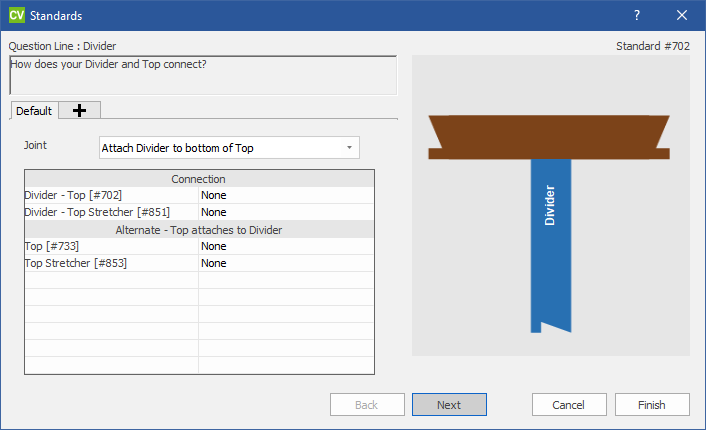 CV Standards ? ×
Question Line : Divider Standard #702
How does your Divider and Top connect?
Default +
Joint Attach Divider to bottom of Top
Connection
Divider - Top [#702] None
Divider - Top Stretcher [#851] None
Alternate - Top attaches to Divider
Top [#733] None
Top Stretcher [#853] None
Divider
Back Next Cancel Finish